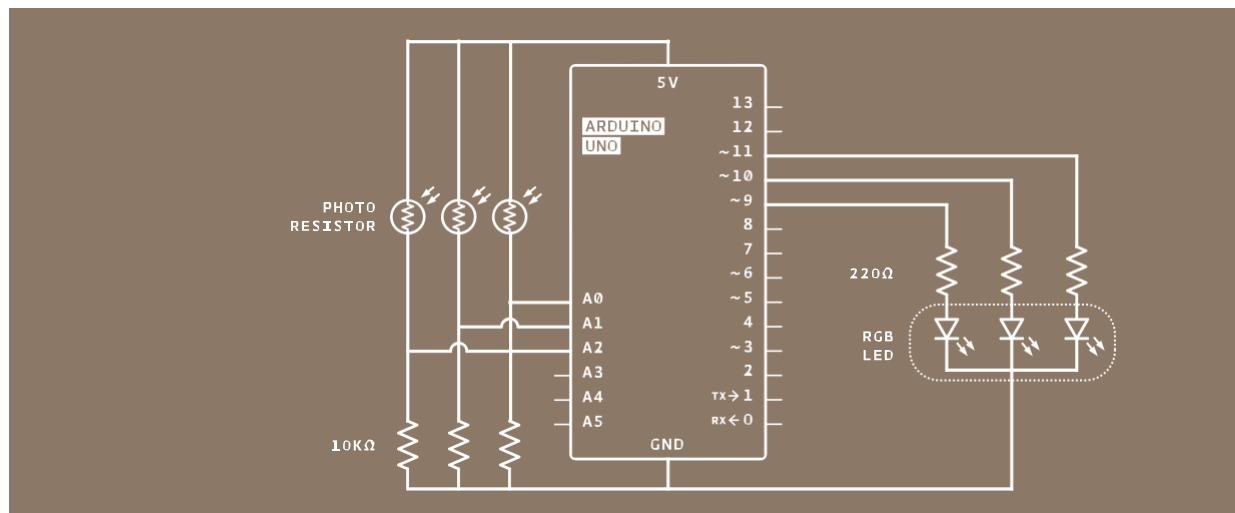 5V
ARDUINO
UNO
13
12
~11
~10
~9
8
7
~6
~5
4
~3
2
TX→1
RX←0
PHOTO
RESISTOR
A0
A1
A2
A3
A4
A5
10KΩ
GND
220Ω
RGB
LED